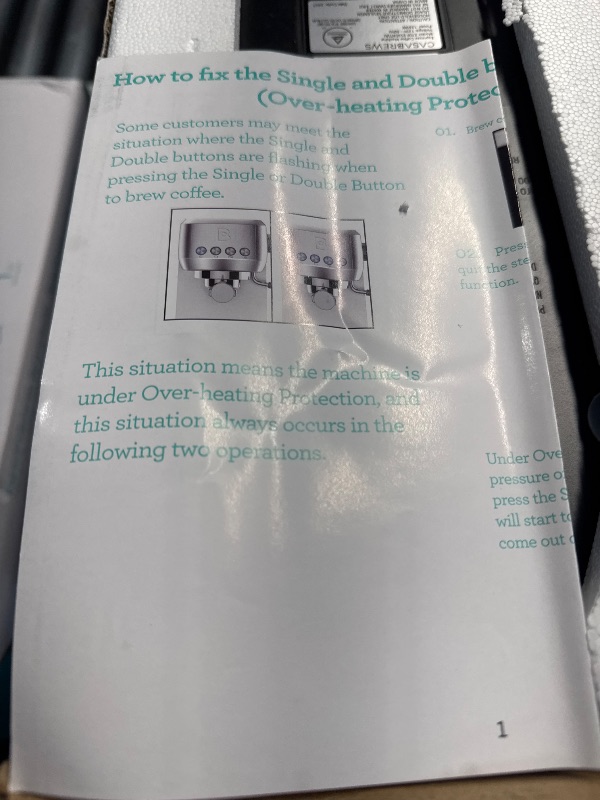 CASABREWS
How to fix the Single and Double b
(Over-heating Protec
Some customers may meet the
situation where the Single and
Double buttons are flashing when
pressing the Single or Double Button
to brew coffee.
This situation means the machine is
under Over-heating Protection, and
this situation always occurs in the
following two operations.
01. Brew c
02. Pres
quit the ste
function.
Under Ove
pressure o
press the S
will start to
come out o
1